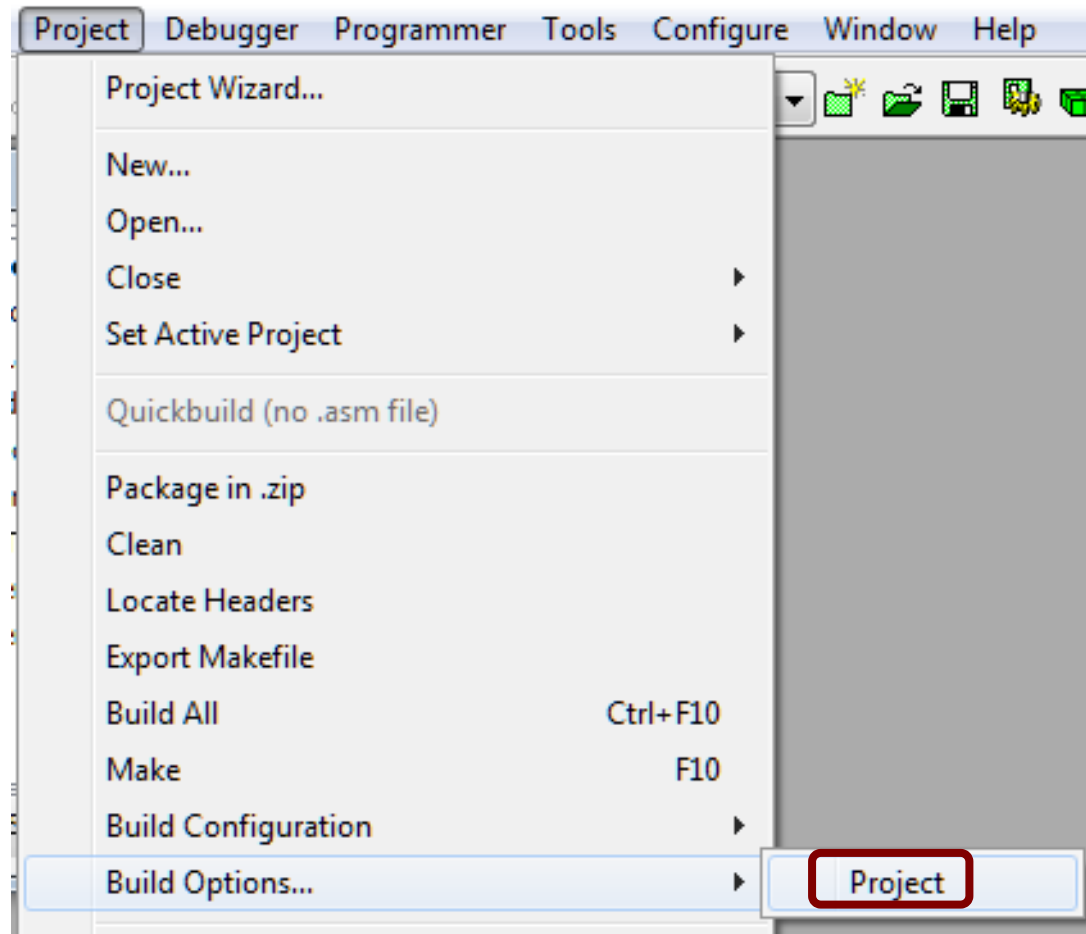 Project Debugger Programmer Tools Configure Window Help
Project Wizard...
New...
Open...
Close
Set Active Project
Quickbuild (no .asm file)
Package in .zip
Clean
Locate Headers
Export Makefile
Build All Ctrl+F10
Make F10
Build Configuration
Build Options... Project